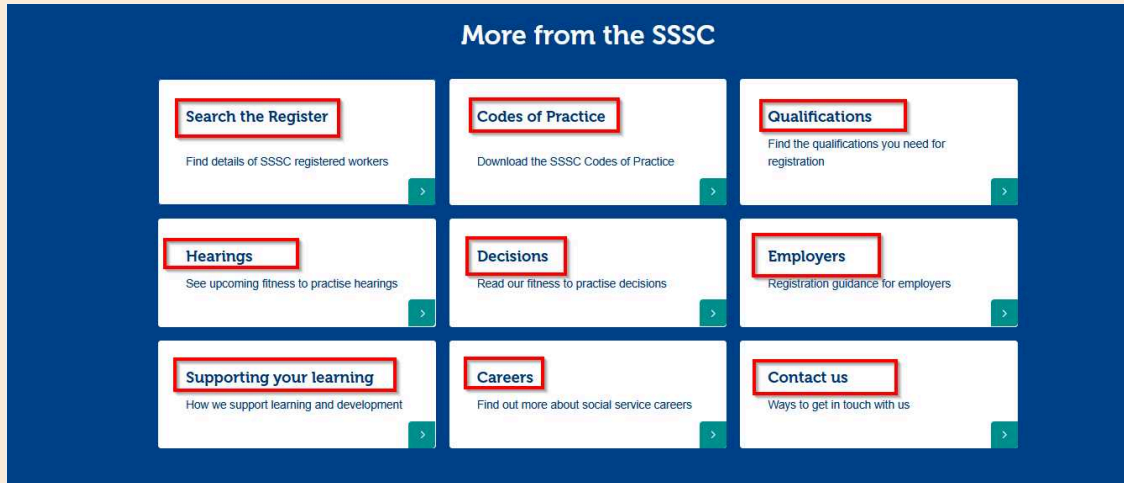 More from the SSSC
Search the Register
Find details of SSSC registered workers
Codes of Practice
Download the SSSC Codes of Practice
Qualifications
Find the qualifications you need for
registration
Hearings
See upcoming fitness to practise hearings
Decisions
Read our fitness to practise decisions
Employers
Registration guidance for employers
Supporting your learning
How we support learning and development
Careers
Find out more about social service careers
Contact us
Ways to get in touch with us